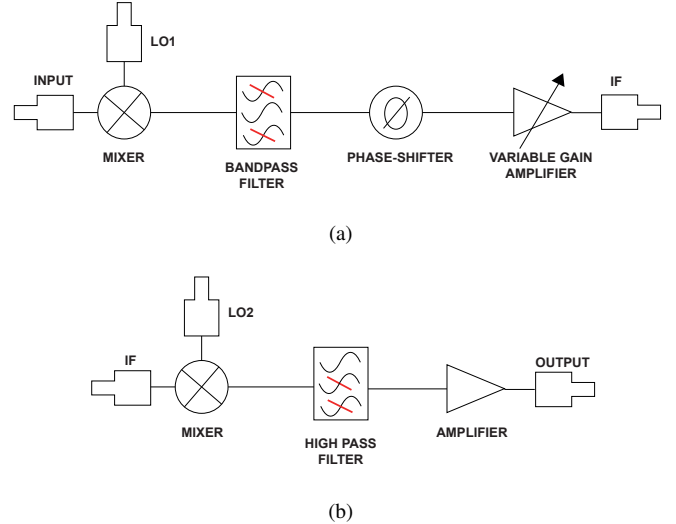 LO1
INPUT
IF
MIXER
BANDPASS
FILTER
PHASE-SHIFTER
VARIABLE GAIN
AMPLIFIER
(a)
LO2
IF
OUTPUT
MIXER
HIGH PASS
FILTER
AMPLIFIER
(b)